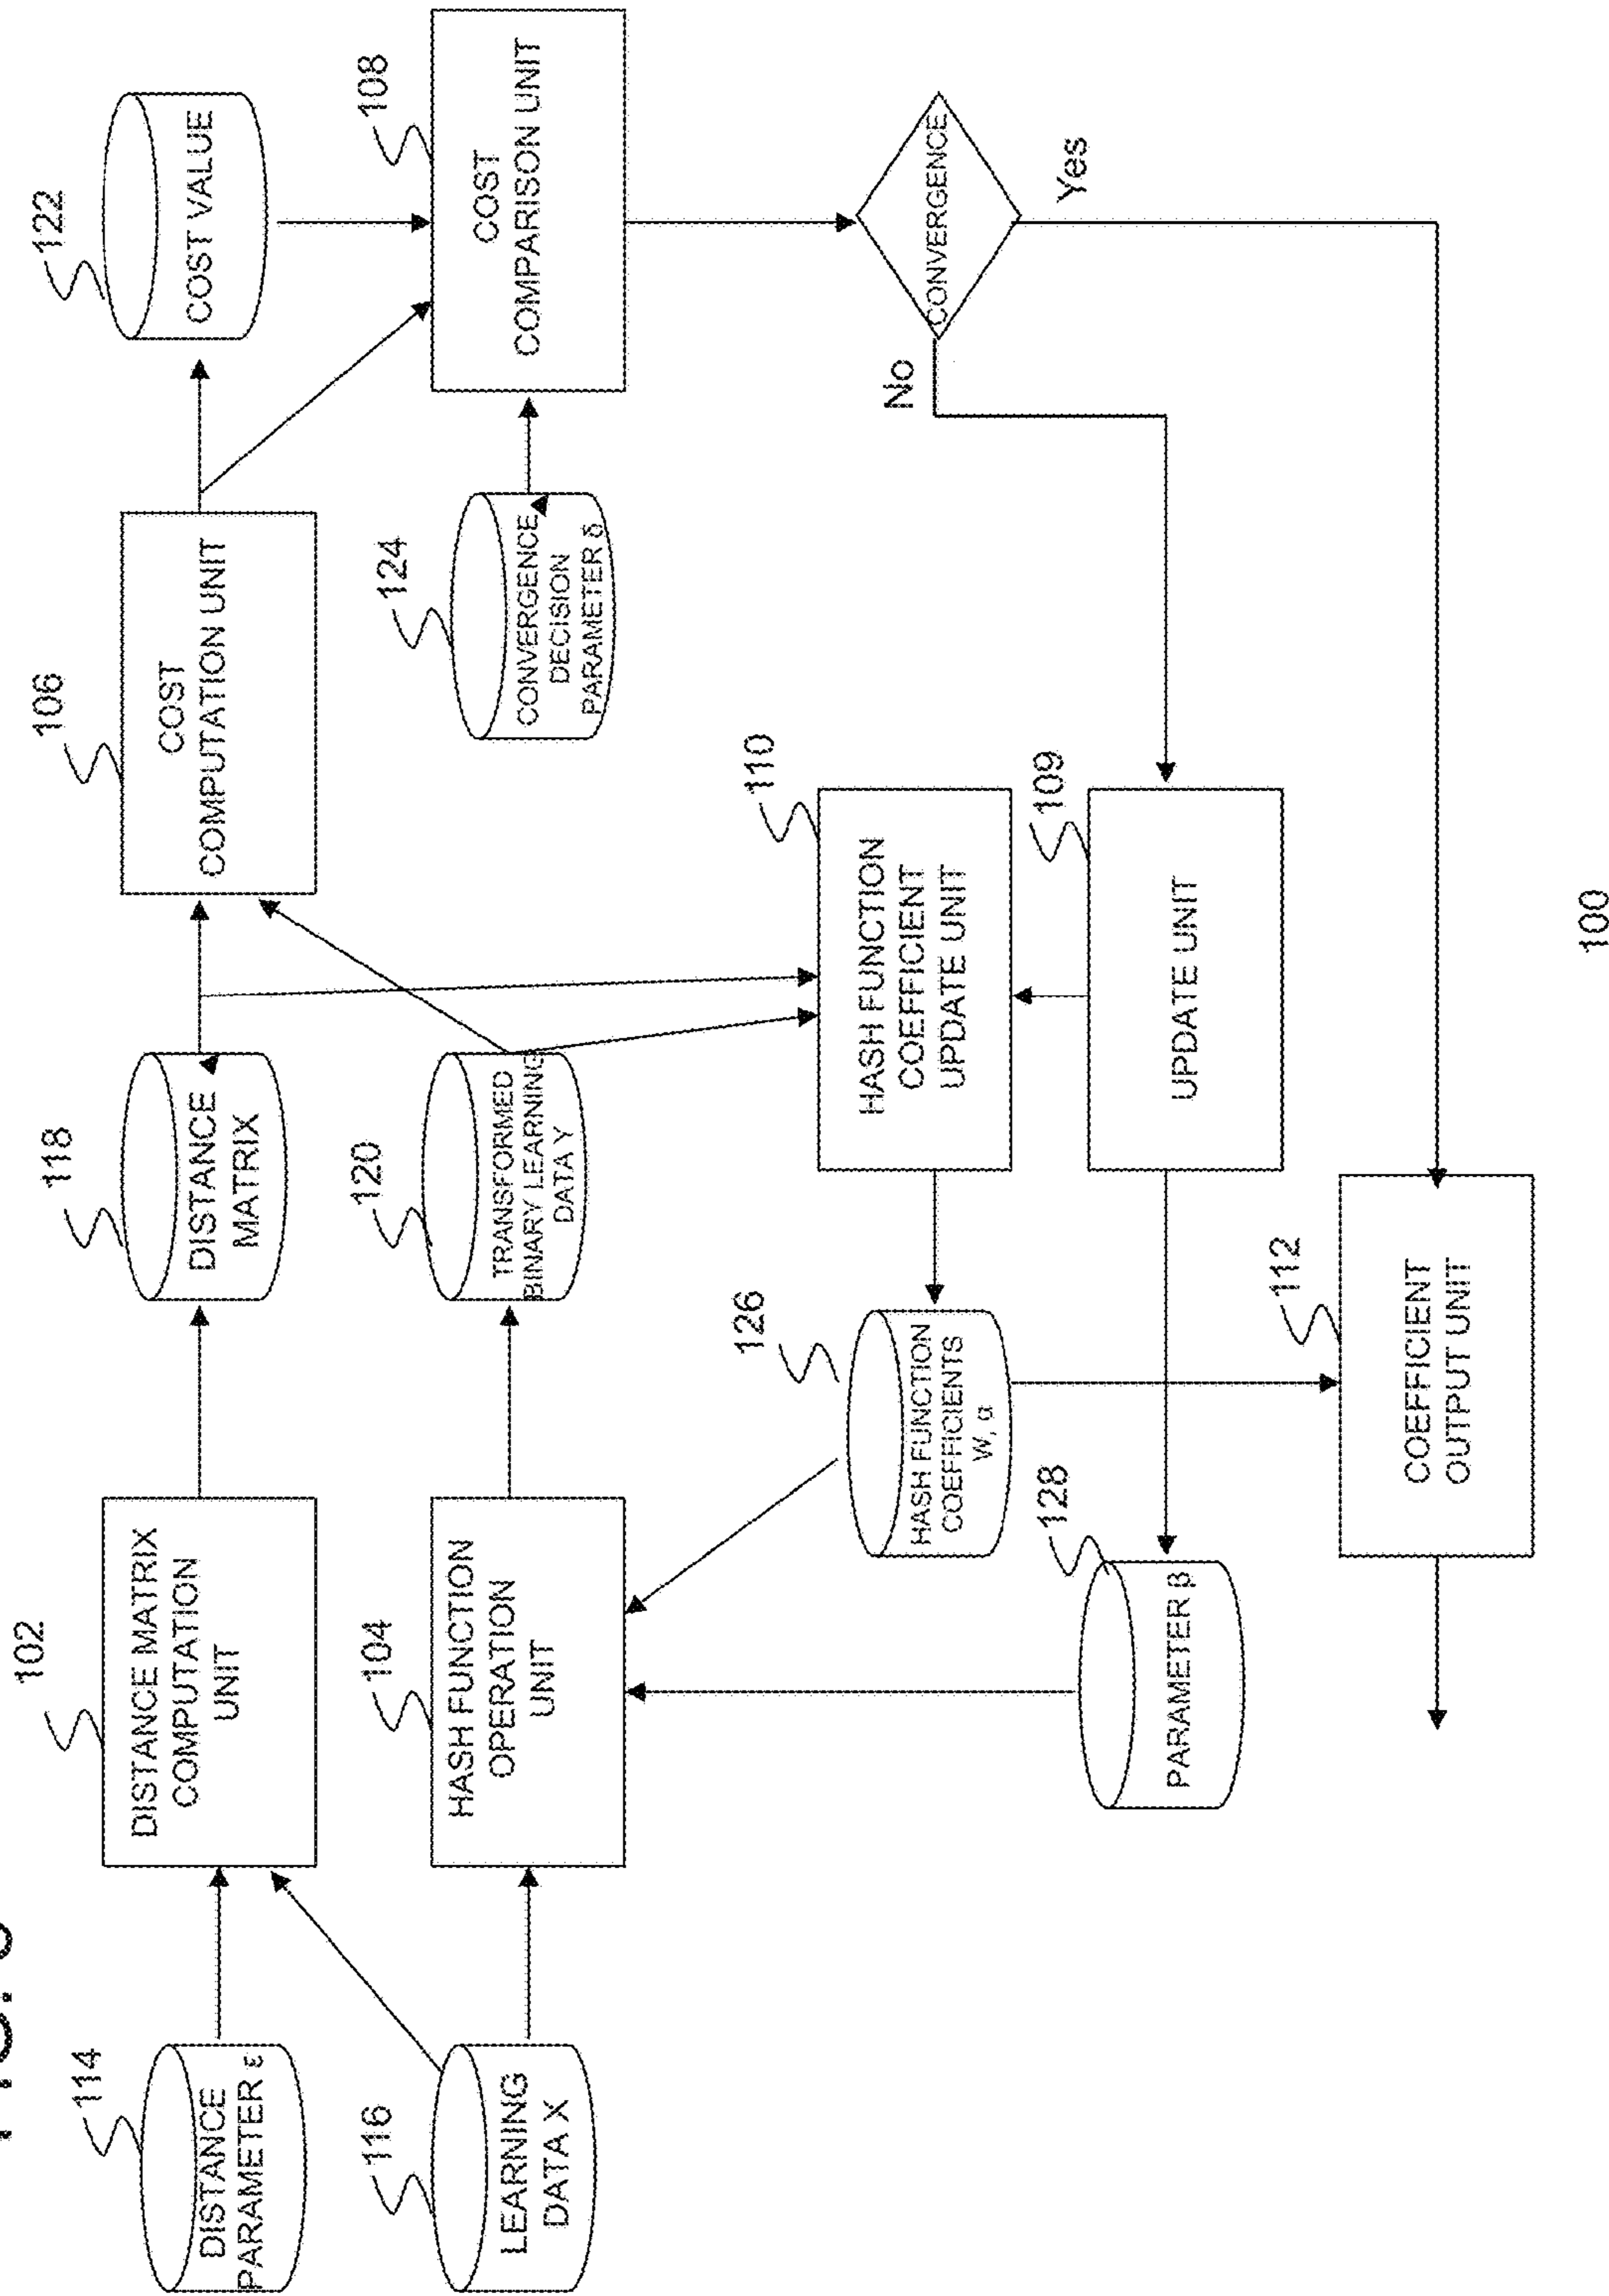 114
DISTANCE
PARAMETER ε
116
LEARNING
DATA X
102
DISTANCE MATRIX
COMPUTATION
UNIT
104
HASH FUNCTION
OPERATION
UNIT
118
DISTANCE
MATRIX
120
TRANSFORMED
BINARY LEARNING
DATA Y
106
COST
COMPUTATION UNIT
122
COST VALUE
124
CONVERGENCE
DECISION
PARAMETER δ
108
COST
COMPARISON UNIT
CONVERGENCE
No
Yes
110
HASH FUNCTION
COEFFICIENT
UPDATE UNIT
109
UPDATE UNIT
126
HASH FUNCTION
COEFFICIENTS
W, α
128
PARAMETER β
112
COEFFICIENT
OUTPUT UNIT
100